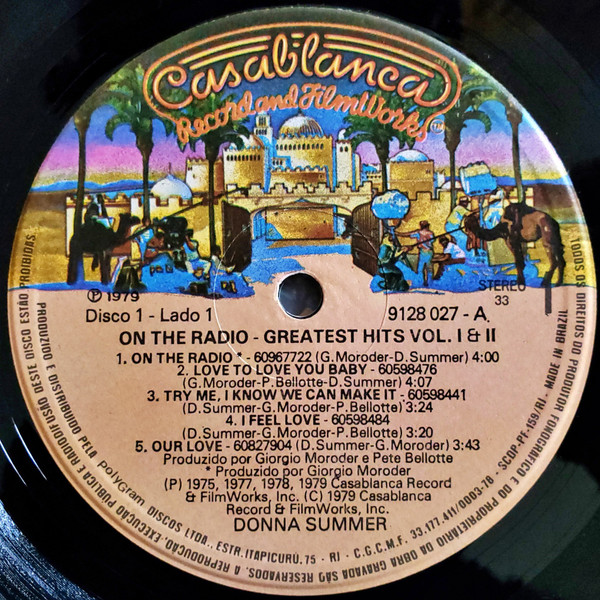 Casablanca
Record and FilmWorks TM
℗ 1979
STEREO
33
Disco 1 - Lado 1
9128 027 - A
ON THE RADIO - GREATEST HITS VOL. I & II
1. ON THE RADIO * - 60967722 (G.Moroder-D.Summer) 4:00
2. LOVE TO LOVE YOU BABY - 60598476
(G.Moroder-P.Bellotte-D.Summer) 4:07
3. TRY ME, I KNOW WE CAN MAKE IT - 60598441
(D.Summer-G.Moroder-P.Bellotte) 3:24
4. I FEEL LOVE - 60598484
(D.Summer-G.Moroder-P.Bellotte) 3:20
5. OUR LOVE - 60827904 (D.Summer-G.Moroder) 3:43
Produzido por Giorgio Moroder e Pete Bellotte
* Produzido por Giorgio Moroder
(P) 1975, 1977, 1978, 1979 Casablanca Record
& FilmWorks, Inc. (C) 1979 Casablanca
Record & FilmWorks, Inc.
DONNA SUMMER
PRODUZIDO E DISTRIBUIDO PELA PolyGram DISCOS LTDA., ESTR. ITAPICURÚ, 75 - RJ - C.G.C.M.F. 33.177.411/0003-78 - SCDP-PF-159/RJ - MADE IN BRAZIL
TODOS OS DIREITOS DO PRODUTOR FONOGRÁFICO E DO PROPRIETÁRIO DA OBRA GRAVADA SÃO RESERVADOS. A REPRODUÇÃO, EXECUÇÃO PÚBLICA E RADIODIFUSÃO DESTE DISCO ESTÃO PROIBIDAS.